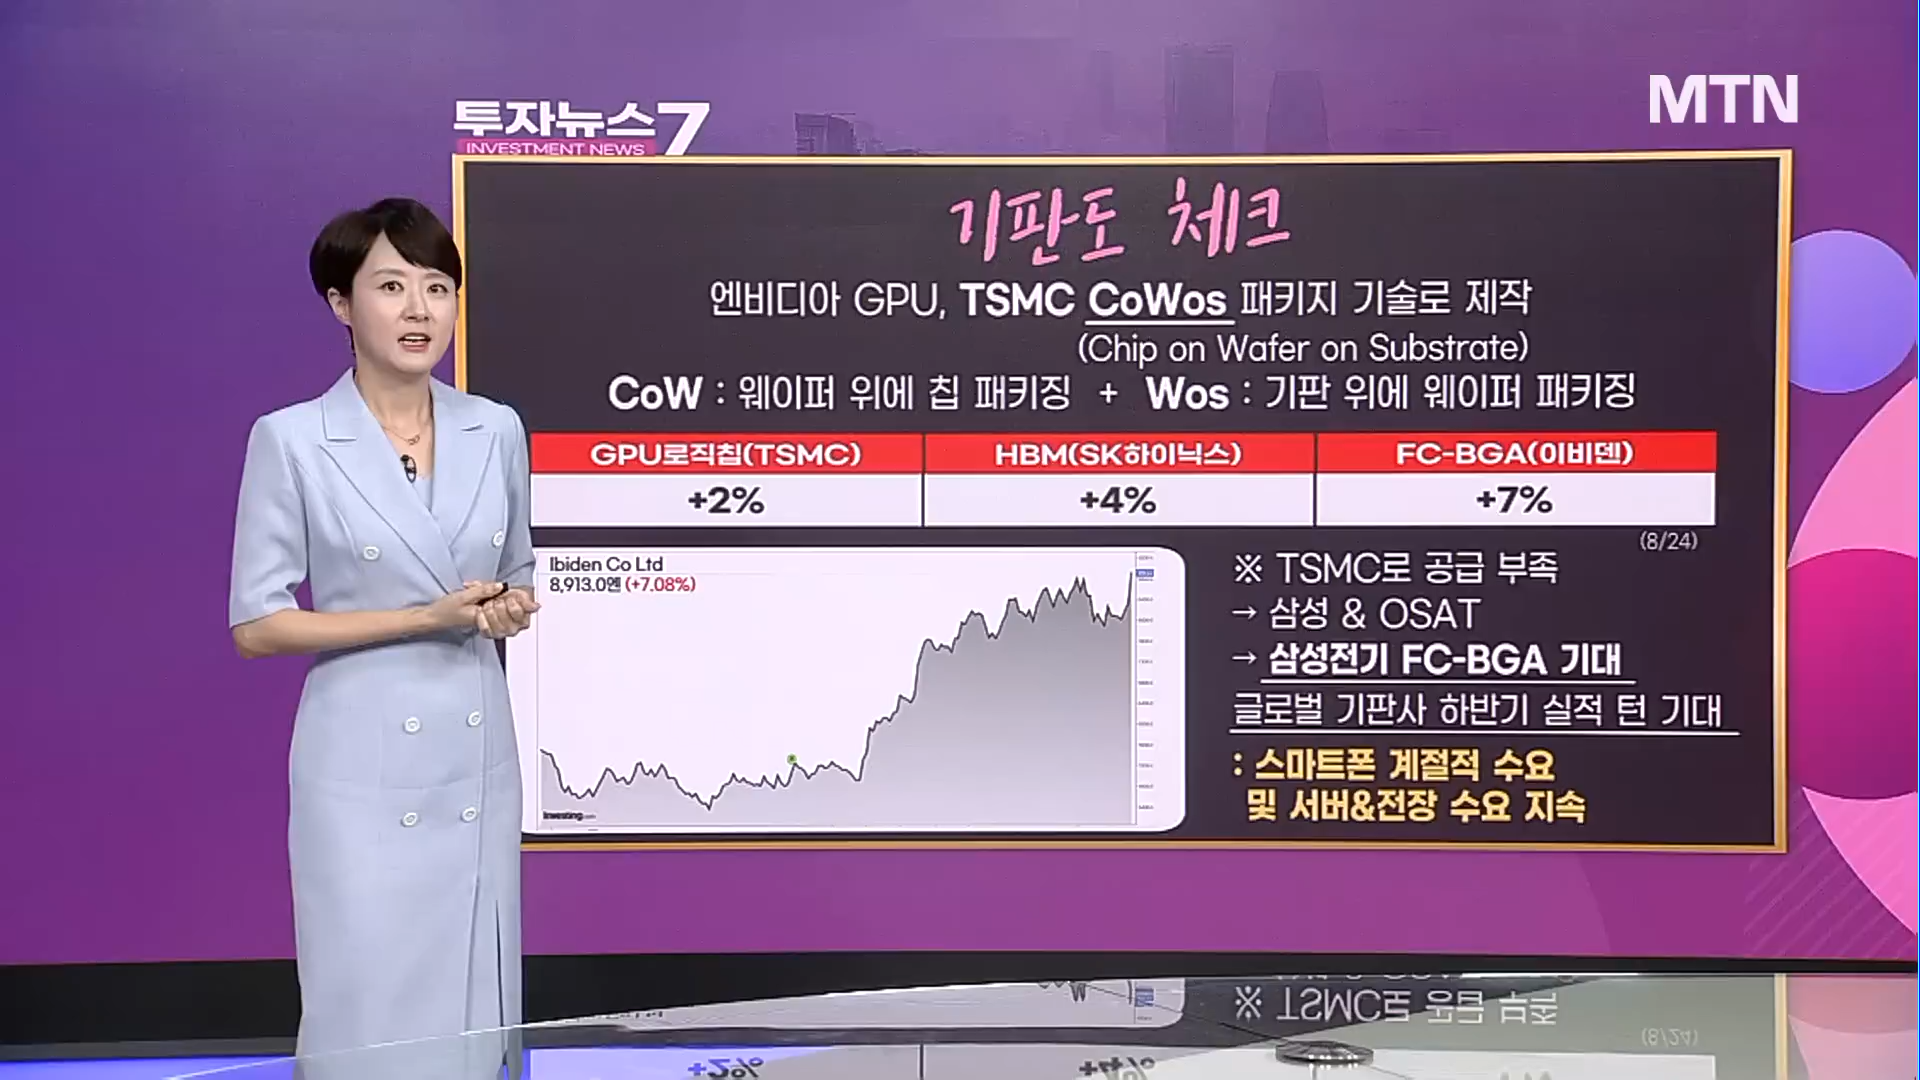 MTN
투자뉴스7
INVESTMENT NEWS
기판도 체크
엔비디아 GPU, TSMC CoWos 패키지 기술로 제작
(Chip on Wafer on Substrate)
CoW : 웨이퍼 위에 칩 패키징 + Wos : 기판 위에 웨이퍼 패키징
GPU로직칩(TSMC) HBM(SK하이닉스) FC-BGA(이비덴)
+2% +4% +7%
(8/24)
Ibiden Co Ltd
8,913.0엔 (+7.08%)
Investing.com
※ TSMC로 공급 부족
→ 삼성 & OSAT
→ 삼성전기 FC-BGA 기대
글로벌 기판사 하반기 실적 턴 기대
: 스마트폰 계절적 수요
및 서버&전장 수요 지속